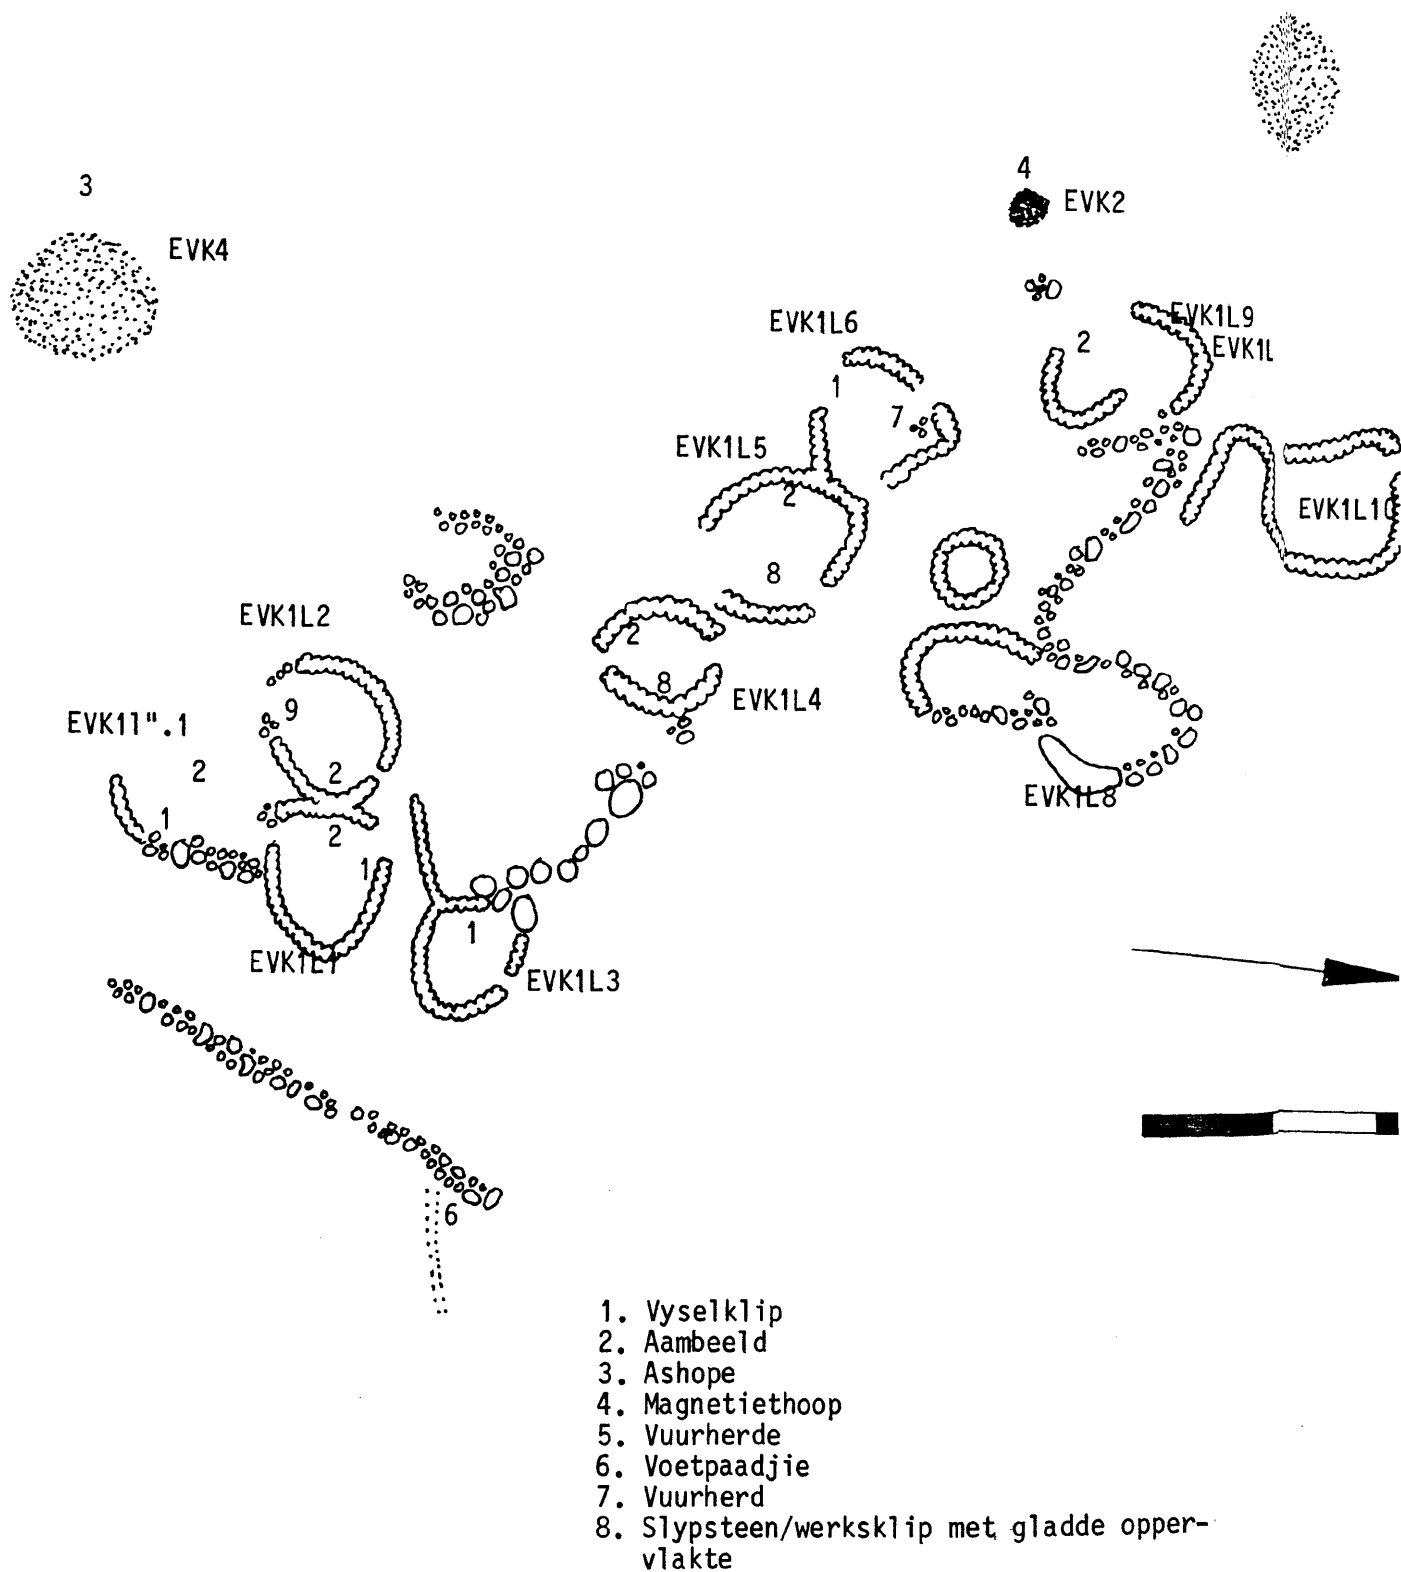 4
3
EVK2
EVK4
EVK1L6
EVK1L9
2
EVK1L
1
7
EVK1L5
2
EVK1L10
8
EVK1L2
2
8
EVK1L4
9
EVK1l".1
2
2
EVK1L8
1
2
1
1
EVK1L1
EVK1L3
6
1. Vyselklip
2. Aambeeld
3. Ashope
4. Magnetiethoop
5. Vuurherde
6. Voetpaadjie
7. Vuurherd
8. Slypsteen/werksklip met gladde opper-
vlakte